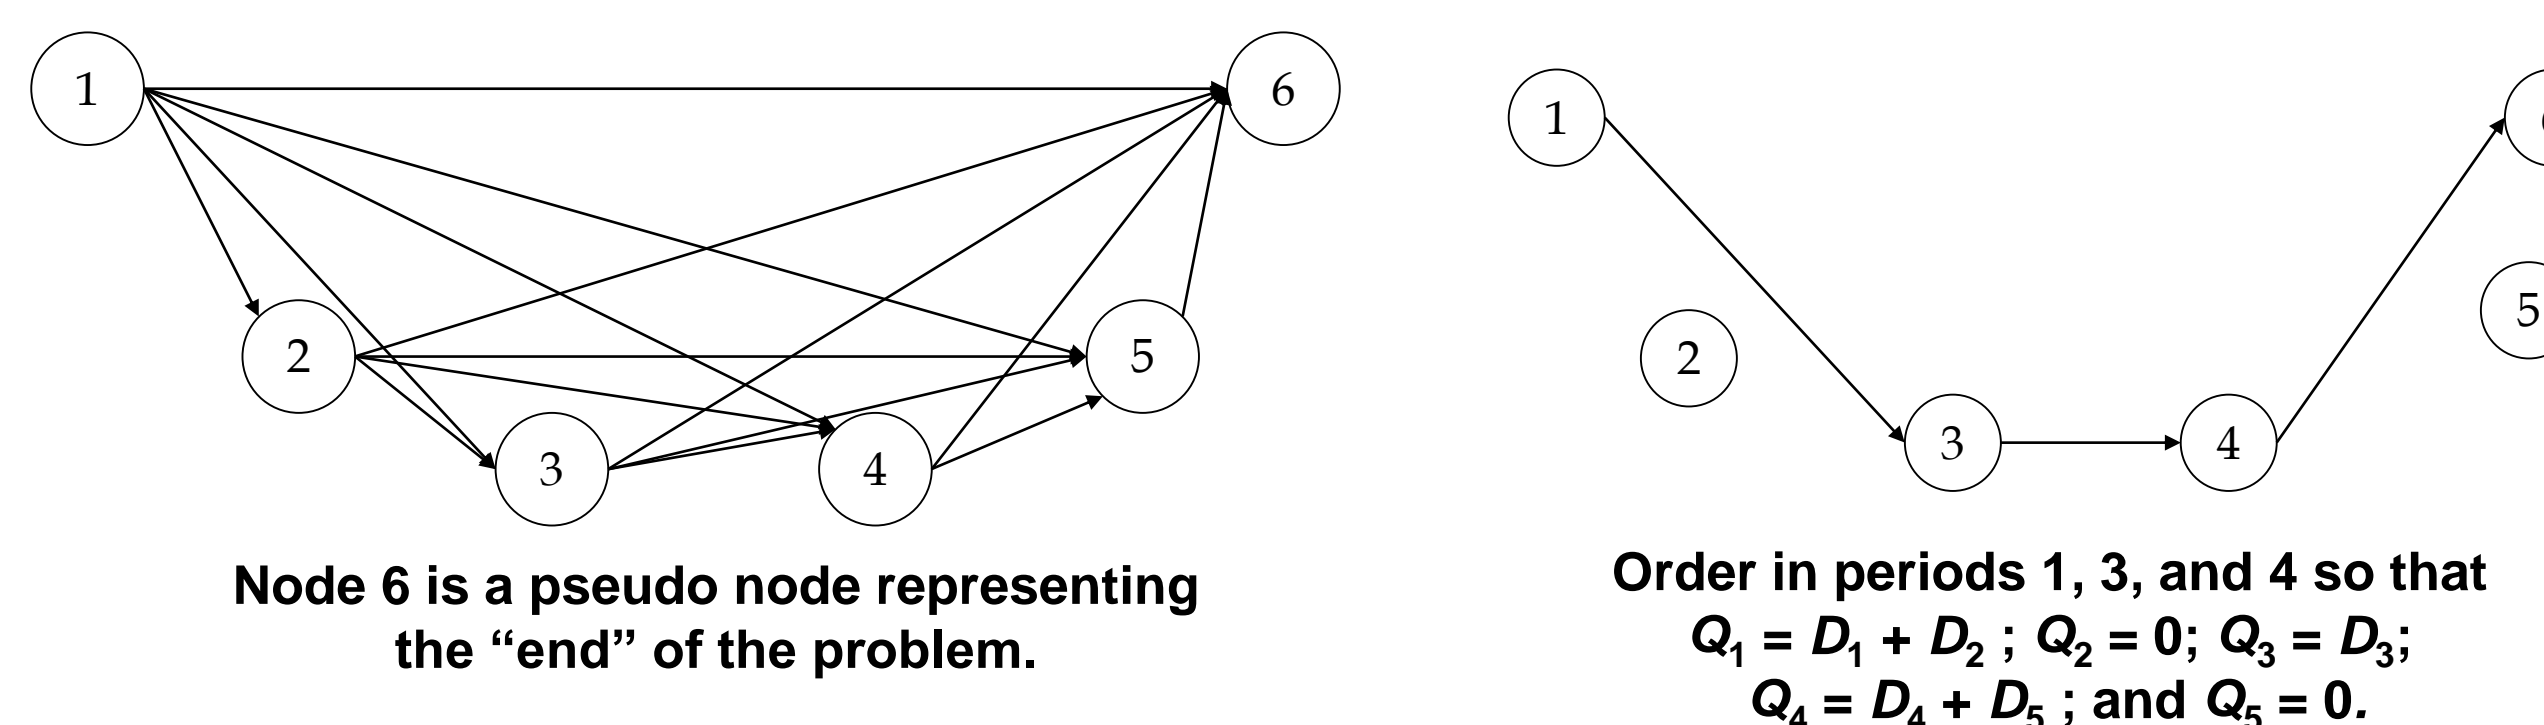 1
6
2
5
3
4
Node 6 is a pseudo node representing
the “end” of the problem.
1
2
5
3
4
Order in periods 1, 3, and 4 so that
Q1 = D1 + D2 ; Q2 = 0; Q3 = D3;
Q4 = D4 + D5 ; and Q5 = 0.